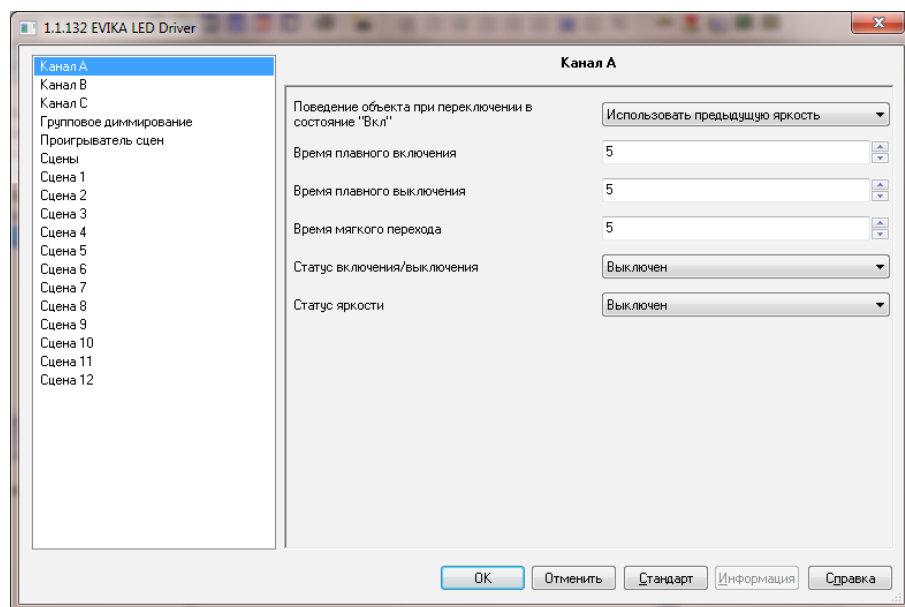 1.1.132 EVIKA LED Driver
Канал A
Канал B
Канал C
Групповое диммирование
Проигрыватель сцен
Сцены
Сцена 1
Сцена 2
Сцена 3
Сцена 4
Сцена 5
Сцена 6
Сцена 7
Сцена 8
Сцена 9
Сцена 10
Сцена 11
Сцена 12
Канал A
Поведение объекта при переключении в
состояние "Вкл"
Использовать предыдущую яркость
Время плавного включения
5
Время плавного выключения
5
Время мягкого перехода
5
Статус включения/выключения
Выключен
Статус яркости
Выключен
OK
Отменить
Стандарт
Информация
Справка